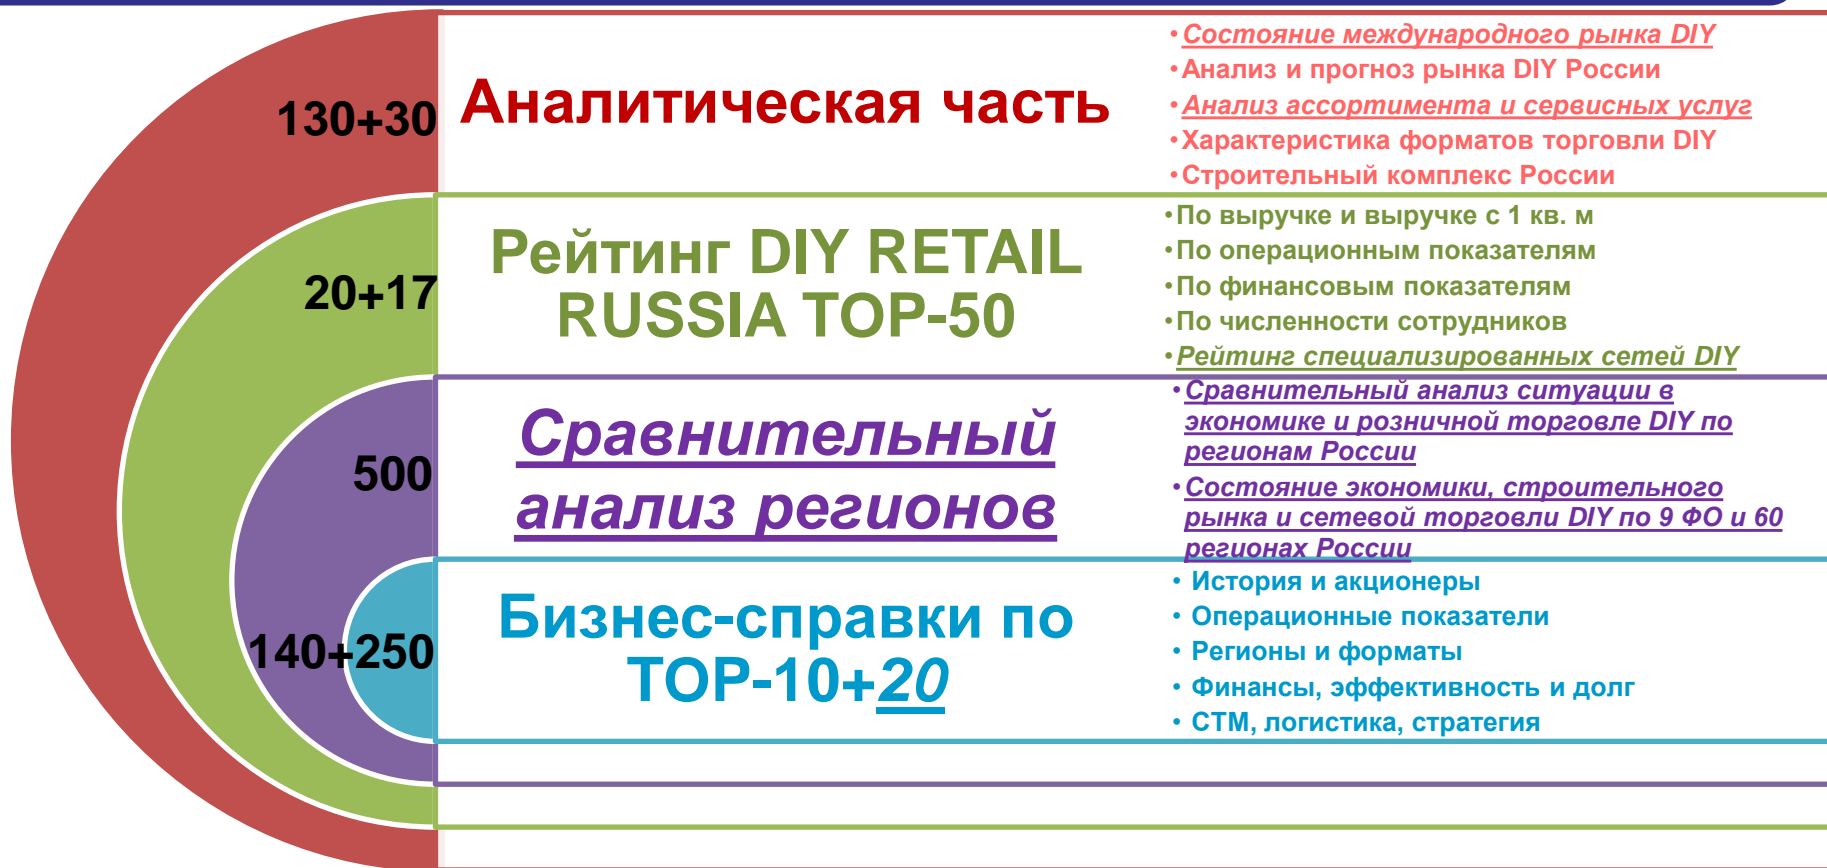 130+30
Аналитическая часть
•Состояние международного рынка DIY
•Анализ и прогноз рынка DIY России
•Анализ ассортимента и сервисных услуг
•Характеристика форматов торговли DIY
•Строительный комплекс России
20+17
Рейтинг DIY RETAIL
RUSSIA TOP-50
•По выручке и выручке с 1 кв. м
•По операционным показателям
•По финансовым показателям
•По численности сотрудников
•Рейтинг специализированных сетей DIY
500
Сравнительный
анализ регионов
•Сравнительный анализ ситуации в
экономике и розничной торговле DIY по
регионам России
•Состояние экономики, строительного
рынка и сетевой торговли DIY по 9 ФО и 60
регионах России
140+250
Бизнес-справки по
TOP-10+20
• История и акционеры
• Операционные показатели
• Регионы и форматы
• Финансы, эффективность и долг
• СТМ, логистика, стратегия